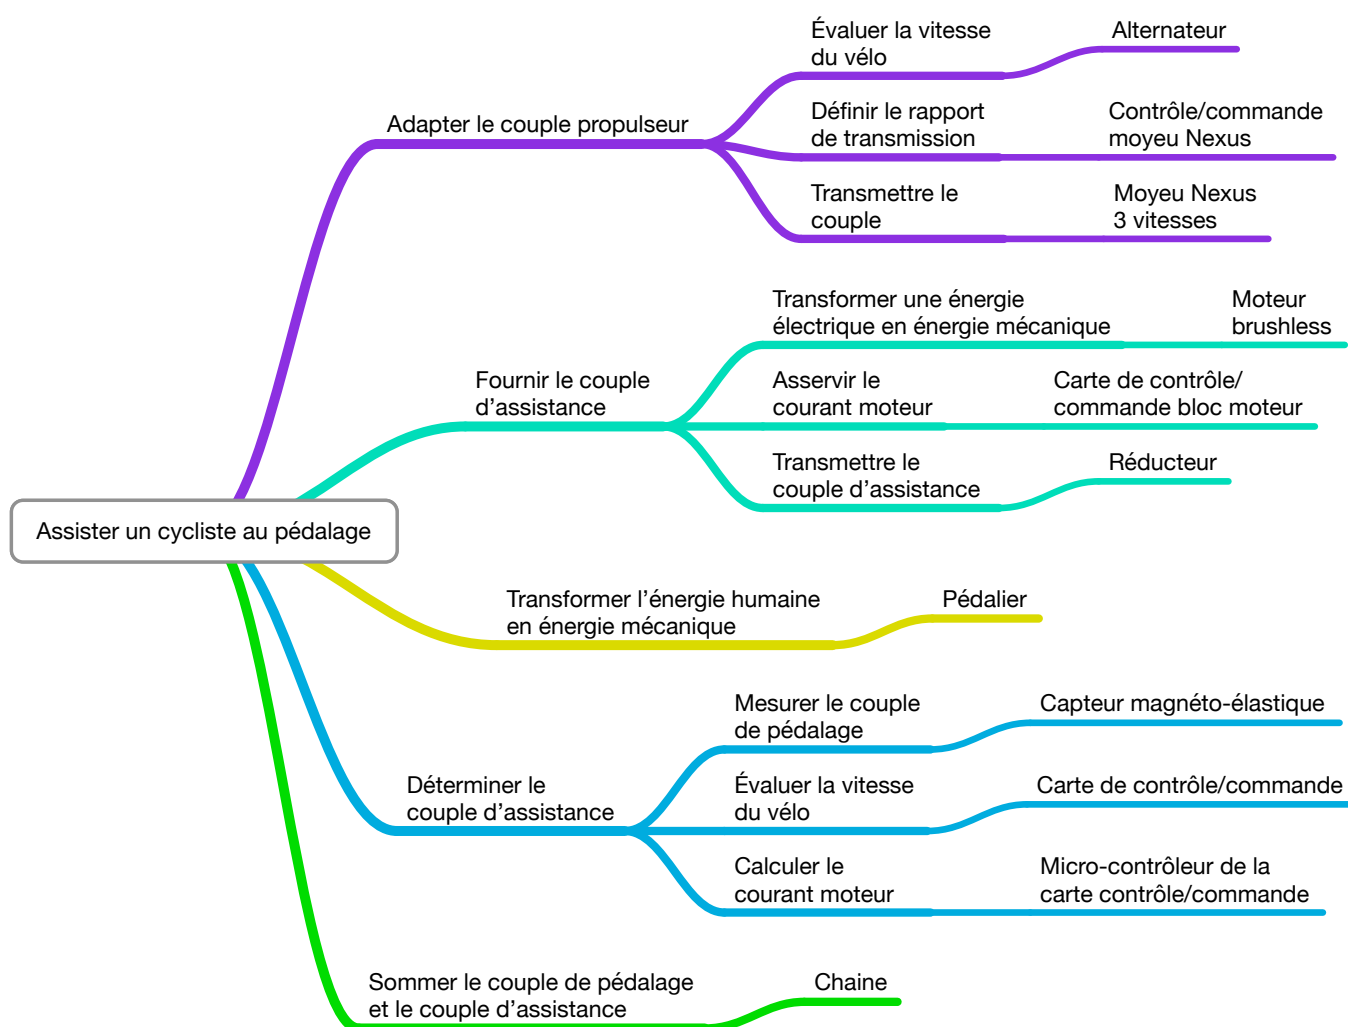 Évaluer la vitesse
du vélo
Alternateur
Adapter le couple propulseur
Définir le rapport
de transmission
Contrôle/commande
moyeu Nexus
Transmettre le
couple
Moyeu Nexus
3 vitesses
Transformer une énergie
électrique en énergie mécanique
Moteur
brushless
Fournir le couple
d’assistance
Asservir le
courant moteur
Carte de contrôle/
commande bloc moteur
Transmettre le
couple d’assistance
Réducteur
Assister un cycliste au pédalage
Transformer l’énergie humaine
en énergie mécanique
Pédalier
Mesurer le couple
de pédalage
Capteur magnéto-élastique
Déterminer le
couple d’assistance
Évaluer la vitesse
du vélo
Carte de contrôle/commande
Calculer le
courant moteur
Micro-contrôleur de la
carte contrôle/commande
Sommer le couple de pédalage
et le couple d’assistance
Chaine